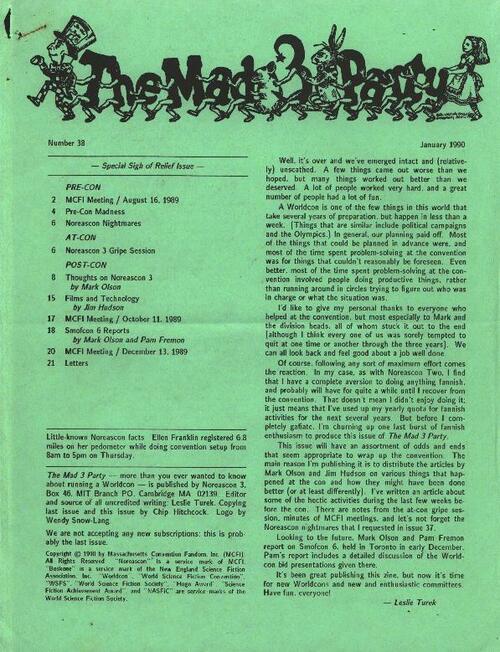 The Mad 3 Party
Number 38
January 1990
— Special Sigh of Relief Issue —
PRE-CON
2 MCFI Meeting / August 16, 1989
4 Pre-Con Madness
6 Noreascon Nightmares
AT-CON
6 Noreascon 3 Gripe Session
POST-CON
8 Thoughts on Noreascon 3
by Mark Olson
15 Films and Technology
by Jim Hudson
17 MCFI Meeting / October 11, 1989
18 Smofcon 6 Reports
by Mark Olson and Pam Fremon
20 MCFI Meeting / December 13, 1989
21 Letters
Little-known Noreascon facts Ellen Franklin registered 6.8
miles on her pedometer while doing convention setup from
8am to 5pm on Thursday.
The Mad 3 Party — more than you ever wanted to know
about running a Worldcon — is published by Noreascon 3,
Box 46, MIT Branch PO, Cambridge MA 02139. Editor
and source of all uncredited writing: Leslie Turek. Copying
last issue and this issue by Chip Hitchcock. Logo by
Wendy Snow-Lang.
We are not accepting any new subscriptions: this is prob-
ably the last issue.
Copyright © 1990 by Massachusetts Convention Fandom, Inc. (MCFI).
All Rights Reserved. "Noreascon" is a service mark of MCFI.
"Boskone" is a service mark of the New England Science Fiction
Association, Inc. "Worldcon", "World Science Fiction Convention",
"WSFS", "World Science Fiction Society", "Hugo Award", "Science
Fiction Achievement Award", and "NASFiC" are service marks of the
World Science Fiction Society.
Well, it's over and we've emerged intact and (relative-
ly) unscathed. A few things came out worse than we
hoped, but many things worked out better than we
deserved. A lot of people worked very hard, and a great
number of people had a lot of fun.
A Worldcon is one of the few things in this world that
take several years of preparation, but happen in less than a
week. [Things that are similar include political campaigns
and the Olympics.] In general, our planning paid off. Most
of the things that could be planned in advance were, and
most of the time spent problem-solving at the convention
was for things that couldn't reasonably be foreseen. Even
better, most of the time spent problem-solving at the con-
vention involved people doing productive things, rather
than running around in circles trying to figure out who was
in charge or what the situation was.
I'd like to give my personal thanks to everyone who
helped at the convention, but most especially to Mark and
the division heads, all of whom stuck it out to the end
[although I think every one of us was sorely tempted to
quit at one time or another through the three years]. We
can all look back and feel good about a job well done.
Of course, following any sort of maximum effort comes
the reaction. In my case, as with Noreascon Two, I find
that I have a complete aversion to doing anything fannish,
and probably will have for quite a while until I recover from
the convention. That doesn't mean I didn't enjoy doing it;
it just means that I've used up my yearly quota for fannish
activities for the next several years. But before I com-
pletely gafiate, I'm churning up one last burst of fannish
enthusiasm to produce this issue of The Mad 3 Party.
This issue will have an assortment of odds and ends
that seem appropriate to wrap up the convention. The
main reason I'm publishing it is to distribute the articles by
Mark Olson and Jim Hudson on various things that hap-
pened at the con and how they might have been done
better (or at least differently). I've written an article about
some of the hectic activities during the last few weeks be-
fore the con. There are notes from the at-con gripe ses-
sion, minutes of MCFI meetings, and let's not forget the
Noreascon nightmares that I requested in issue 37.
Looking to the future, Mark Olson and Pam Fremon
report on Smofcon 6, held in Toronto in early December.
Pam's report includes a detailed discussion of the World-
con bid presentations given there.
It's been great publishing this zine, but now it's time
for new Worldcons and new and enthusiastic committees.
Have fun, everyone!
— Leslie Turek